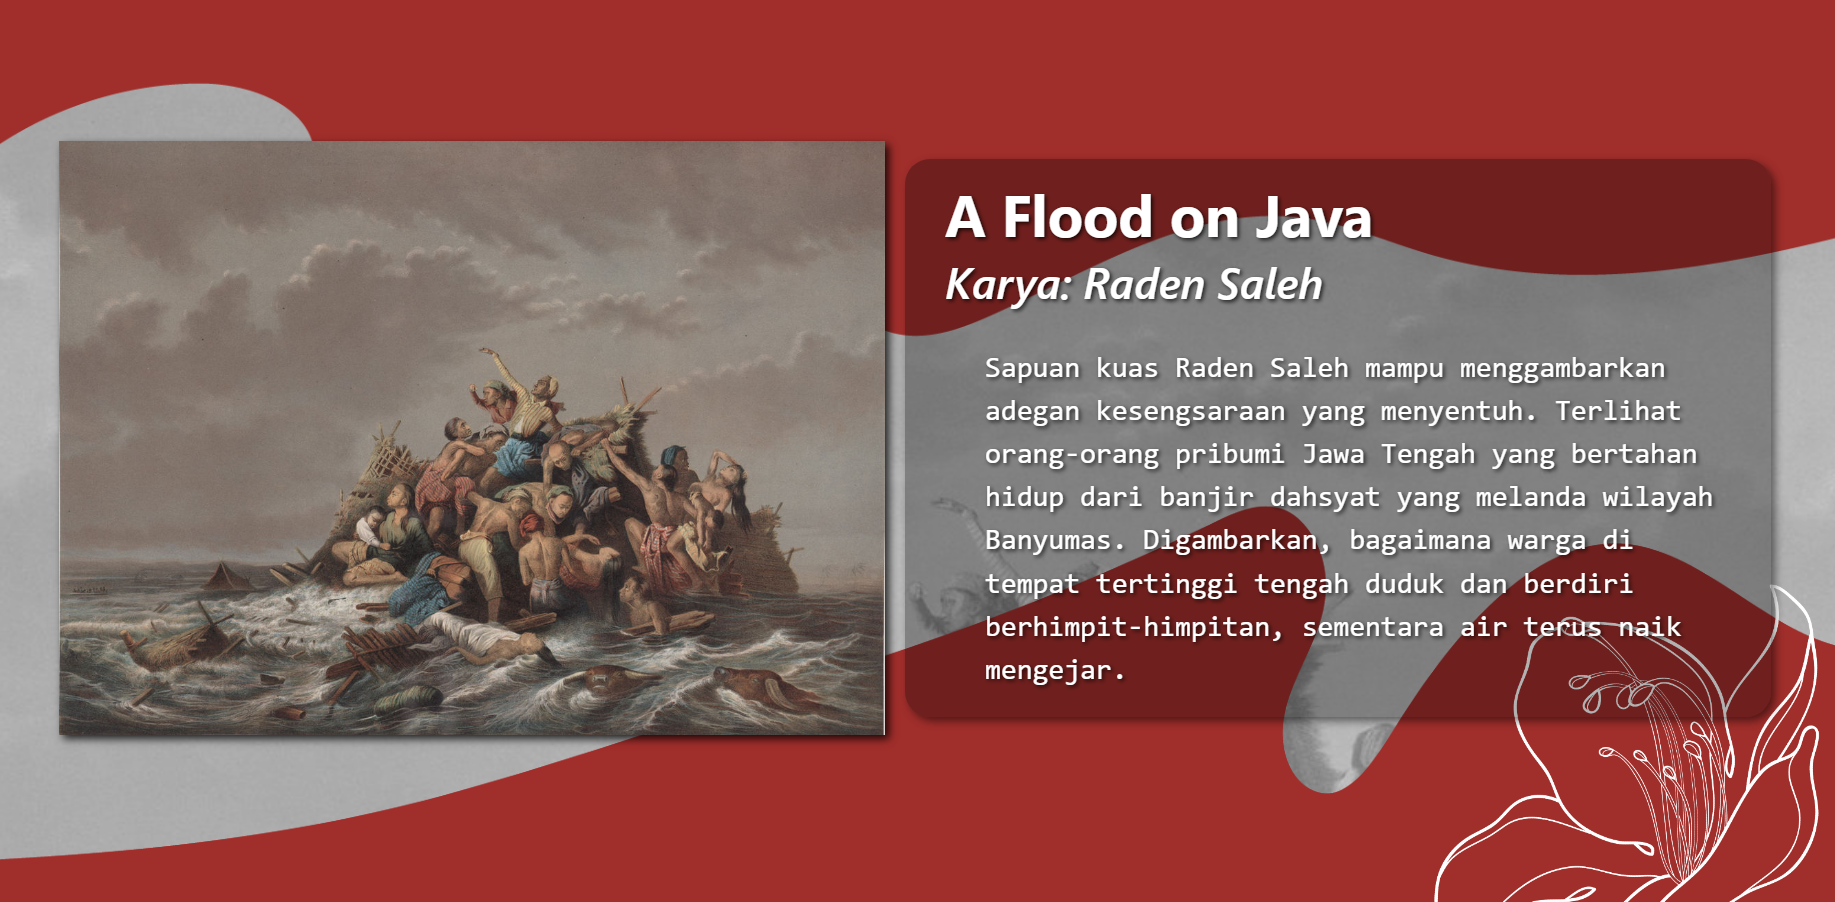 A Flood on Java
Karya: Raden Saleh
Sapuan kuas Raden Saleh mampu menggambarkan
adegan kesengsaraan yang menyentuh. Terlihat
orang-orang pribumi Jawa Tengah yang bertahan
hidup dari banjir dahsyat yang melanda wilayah
Banyumas. Digambarkan, bagaimana warga di
tempat tertinggi tengah duduk dan berdiri
berhimpit-himpitan, sementara air terus naik
mengejar.